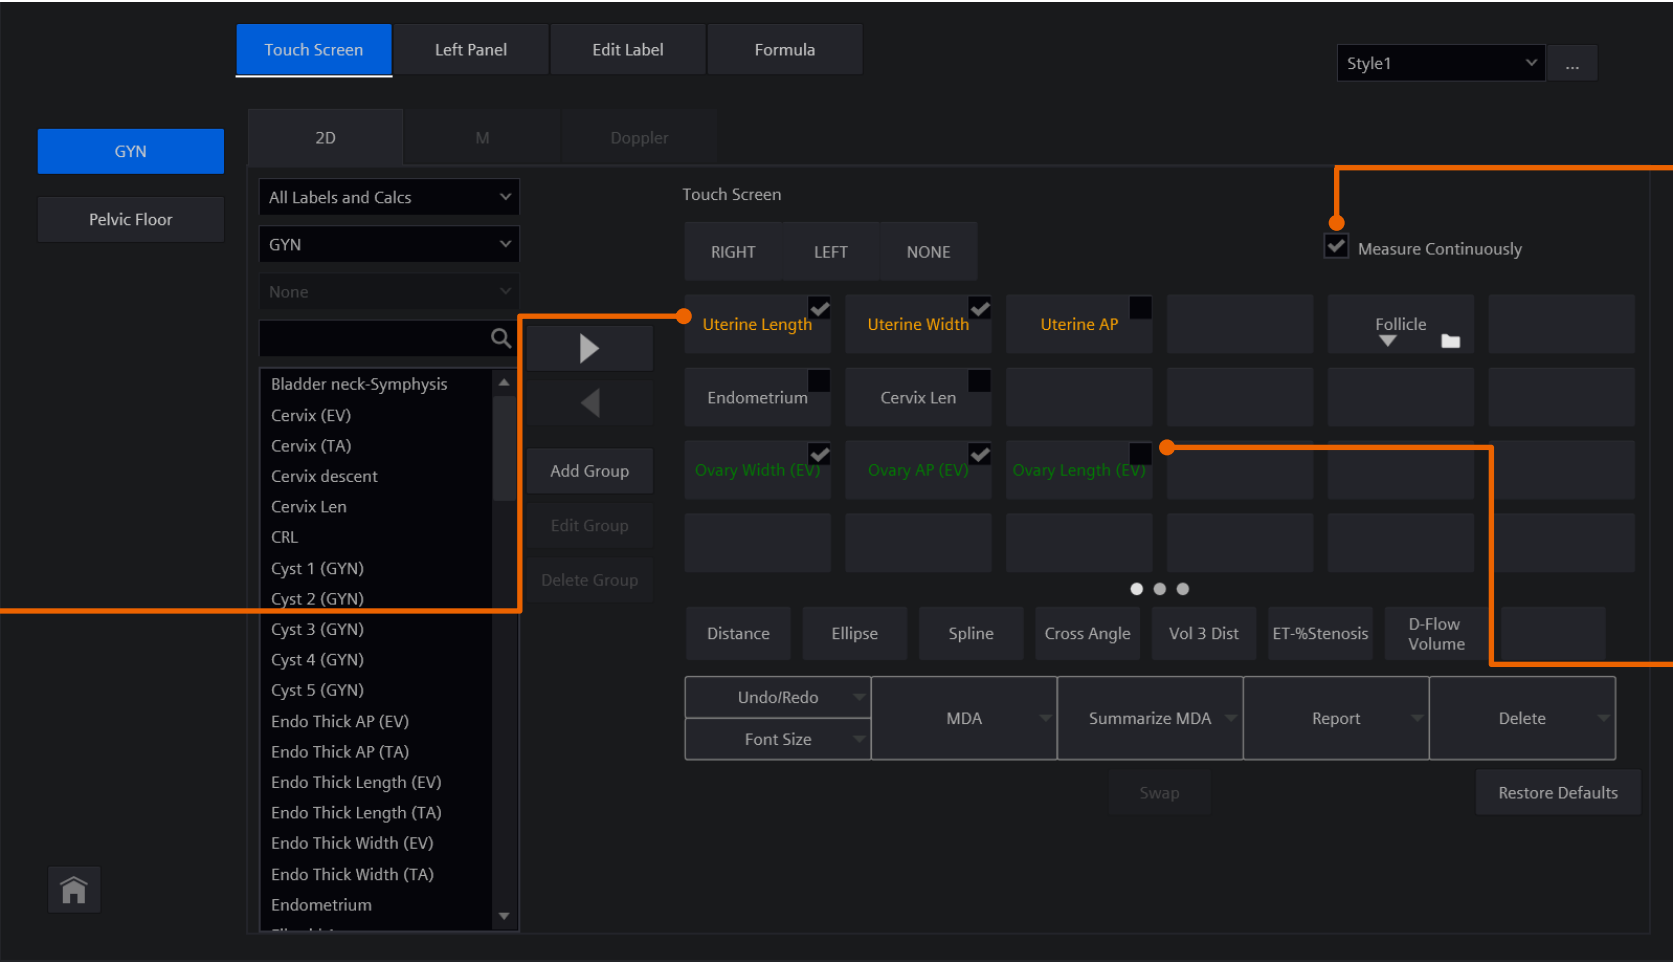 Touch Screen
Left Panel
Edit Label
Formula
Style1
...
GYN
Pelvic Floor
2D
M
Doppler
All Labels and Calcs
GYN
None
Bladder neck-Symphysis
Cervix (EV)
Cervix (TA)
Cervix descent
Cervix Len
CRL
Cyst 1 (GYN)
Cyst 2 (GYN)
Cyst 3 (GYN)
Cyst 4 (GYN)
Cyst 5 (GYN)
Endo Thick AP (EV)
Endo Thick AP (TA)
Endo Thick Length (EV)
Endo Thick Length (TA)
Endo Thick Width (EV)
Endo Thick Width (TA)
Endometrium
Add Group
Edit Group
Delete Group
Touch Screen
RIGHT
LEFT
NONE
Measure Continuously
Uterine Length
Uterine Width
Uterine AP
Follicle
Endometrium
Cervix Len
Ovary Width (EV)
Ovary AP (EV)
Ovary Length (EV)
Distance
Ellipse
Spline
Cross Angle
Vol 3 Dist
ET-%Stenosis
D-Flow
Volume
Undo/Redo
Font Size
MDA
Summarize MDA
Report
Delete
Swap
Restore Defaults